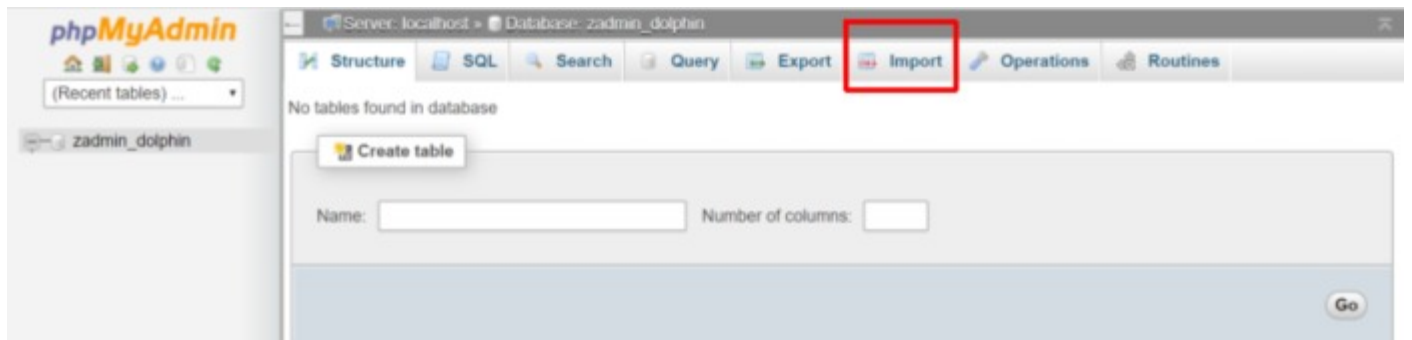 phpMyAdmin
(Recent tables) ...
zadmin_dolphin
Server: localhost » Database: zadmin_dolphin
Structure SQL Search Query Export Import Operations Routines
No tables found in database
Create table
Name: Number of columns:
Go